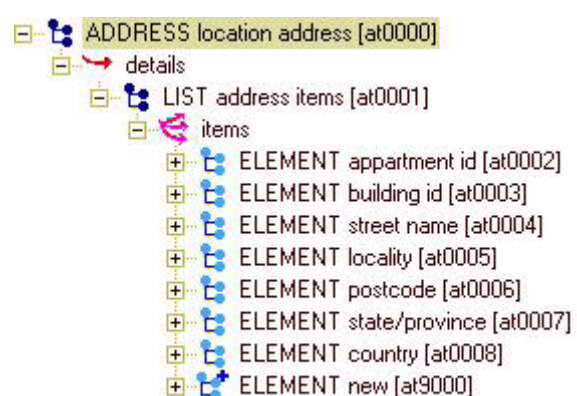 ADDRESS location address [at0000]
details
LIST address items [at0001]
items
ELEMENT appartment id [at0002]
ELEMENT building id [at0003]
ELEMENT street name [at0004]
ELEMENT locality [at0005]
ELEMENT postcode [at0006]
ELEMENT state/province [at0007]
ELEMENT country [at0008]
ELEMENT new [at9000]